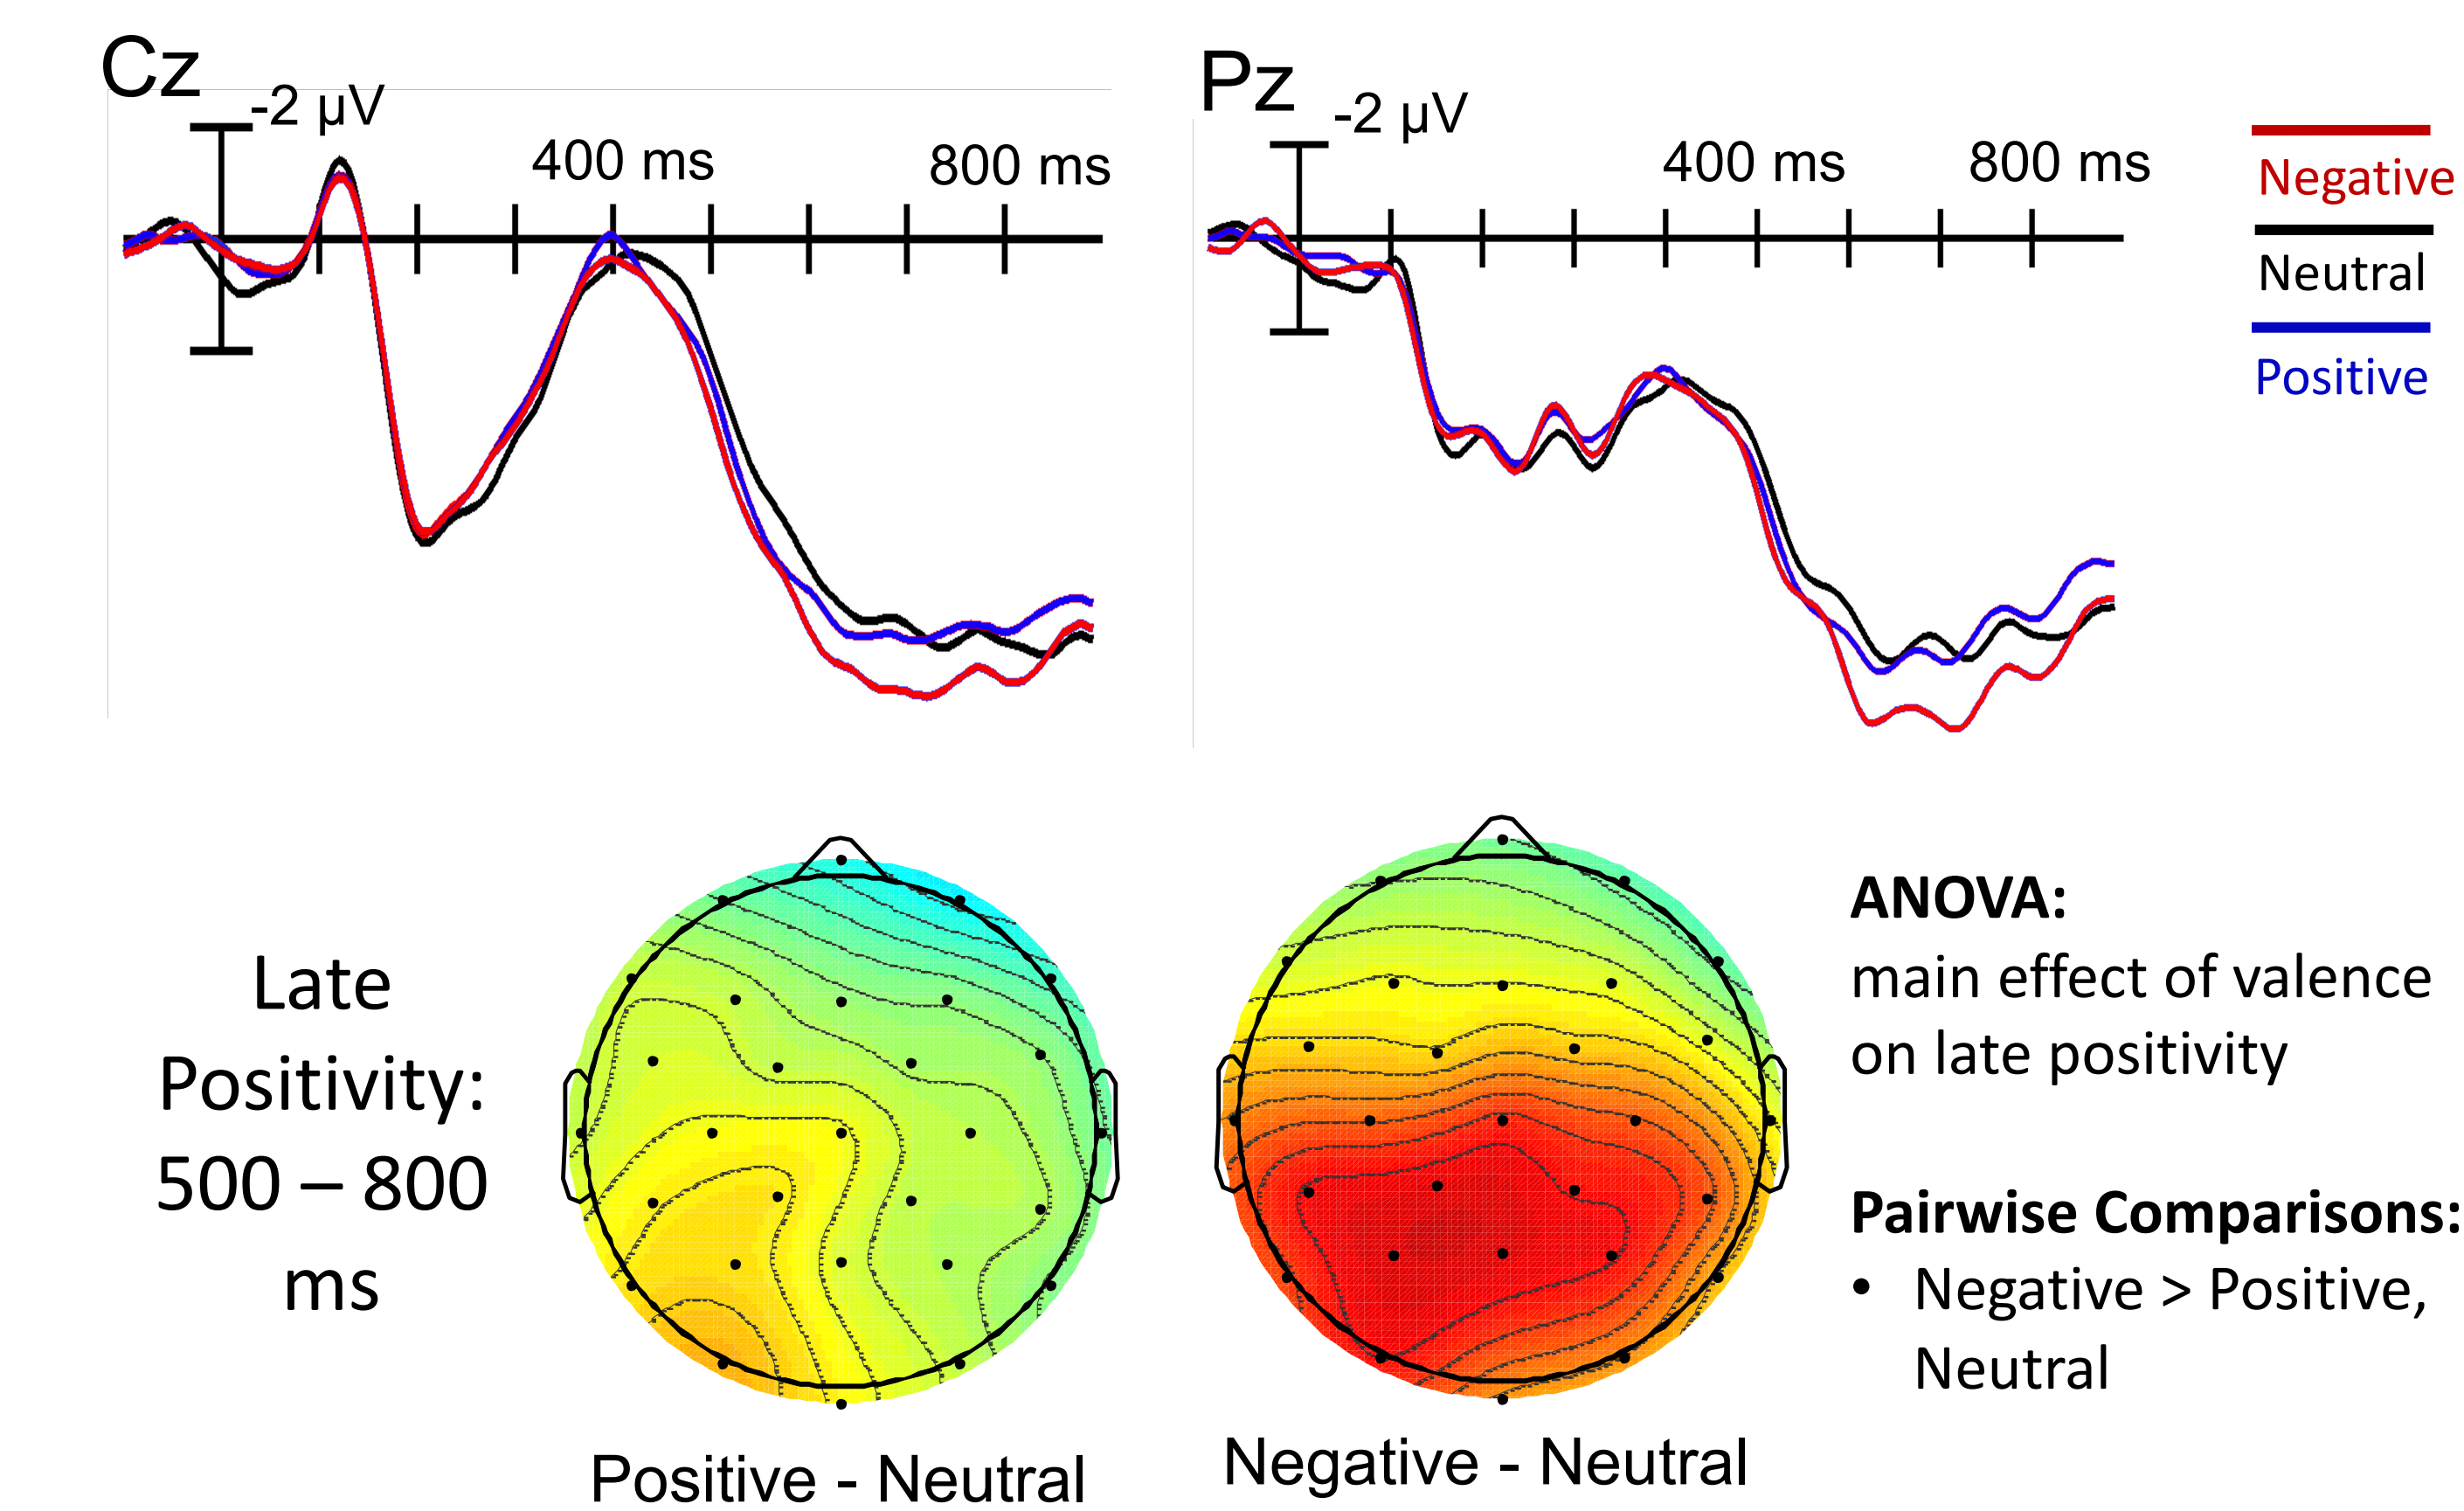 Cz
-2 µV
400 ms
800 ms
Pz
-2 µV
400 ms
800 ms
Negative
Neutral
Positive
Late
Positivity:
500 – 800
ms
Positive - Neutral
Negative - Neutral
ANOVA:
main effect of valence
on late positivity
Pairwise Comparisons:
• Negative > Positive,
Neutral